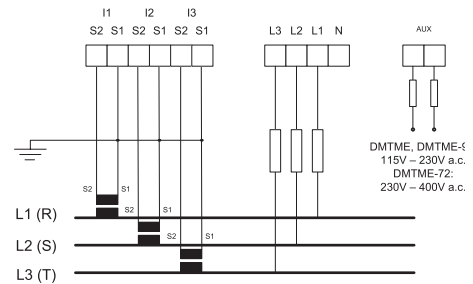 I1 I2 I3
S2 S1 S2 S1 S2 S1 L3 L2 L1 N AUX
DMTME, DMTME-9
115V – 230V a.c.
DMTME-72:
230V – 400V a.c.
S2 S1
L1 (R)
S2 S1
L2 (S)
S2 S1
L3 (T)